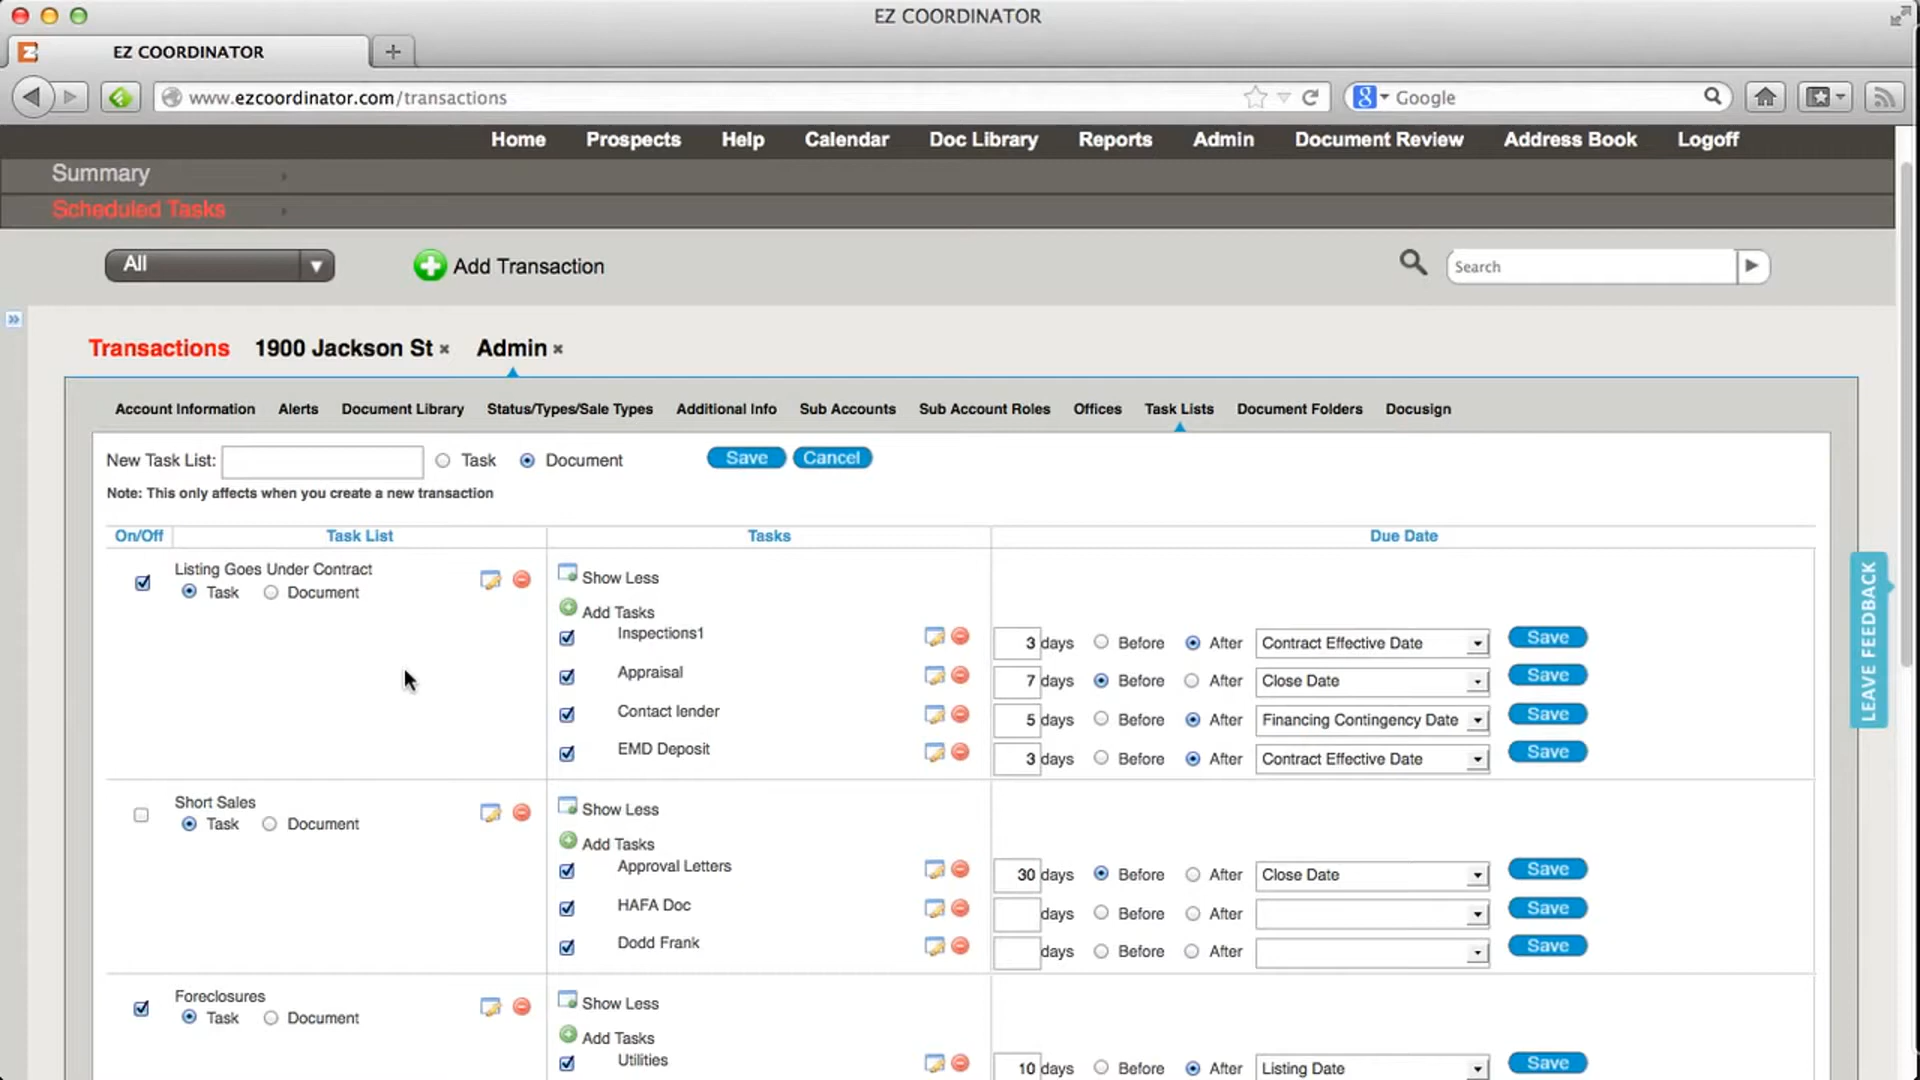 EZ COORDINATOR
EZ COORDINATOR
www.ezcoordinator.com/transactions
Google
Home Prospects Help Calendar Doc Library Reports Admin Document Review Address Book Logoff
Summary
Scheduled Tasks
All
Add Transaction
Search
Transactions 1900 Jackson St × Admin ×
Account Information Alerts Document Library Status/Types/Sale Types Additional Info Sub Accounts Sub Account Roles Offices Task Lists Document Folders Docusign
New Task List: Task Document Save Cancel
Note: This only affects when you create a new transaction
On/Off Task List Tasks Due Date
Listing Goes Under Contract
Task Document
Show Less
Add Tasks
Inspections1 3 days Before After Contract Effective Date Save
Appraisal 7 days Before After Close Date Save
Contact lender 5 days Before After Financing Contingency Date Save
EMD Deposit 3 days Before After Contract Effective Date Save
Short Sales
Task Document
Show Less
Add Tasks
Approval Letters 30 days Before After Close Date Save
HAFA Doc days Before After Save
Dodd Frank days Before After Save
Foreclosures
Task Document
Show Less
Add Tasks
Utilities 10 days Before After Listing Date Save
LEAVE FEEDBACK